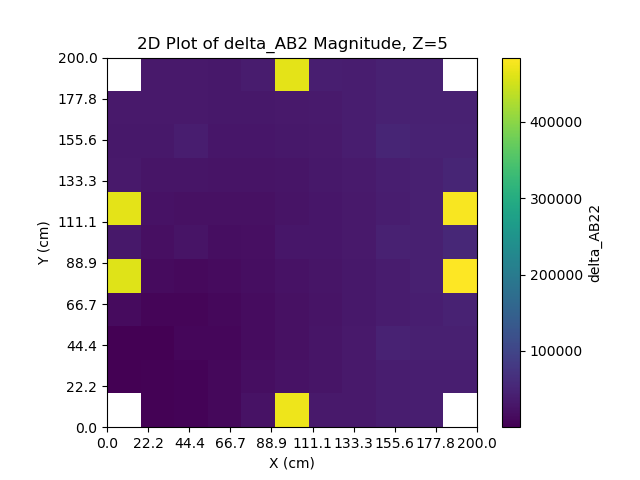 2D Plot of delta_AB2 Magnitude, Z=5
200.0
177.8
155.6
133.3
111.1
88.9
66.7
44.4
22.2
0.0
Y (cm)
0.0 22.2 44.4 66.7 88.9 111.1 133.3 155.6 177.8 200.0
X (cm)
400000
300000
200000
100000
delta_AB22